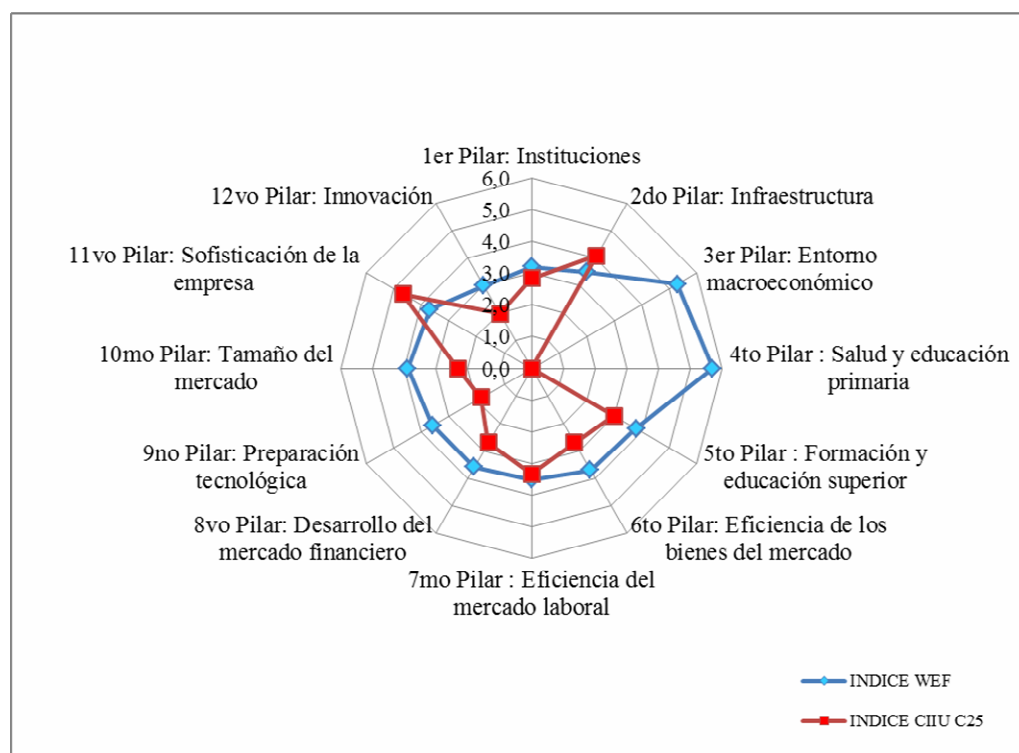 1er Pilar: Instituciones
2do Pilar: Infraestructura
3er Pilar: Entorno
macroeconómico
4to Pilar : Salud y educación
primaria
5to Pilar : Formación y
educación superior
6to Pilar: Eficiencia de los
bienes del mercado
7mo Pilar : Eficiencia del
mercado laboral
8vo Pilar: Desarrollo del
mercado financiero
9no Pilar: Preparación
tecnológica
10mo Pilar: Tamaño del
mercado
11vo Pilar: Sofisticación de la
empresa
12vo Pilar: Innovación
6,0
5,0
4,0
3,0
2,0
1,0
0,0
INDICE WEF
INDICE CIIU C25